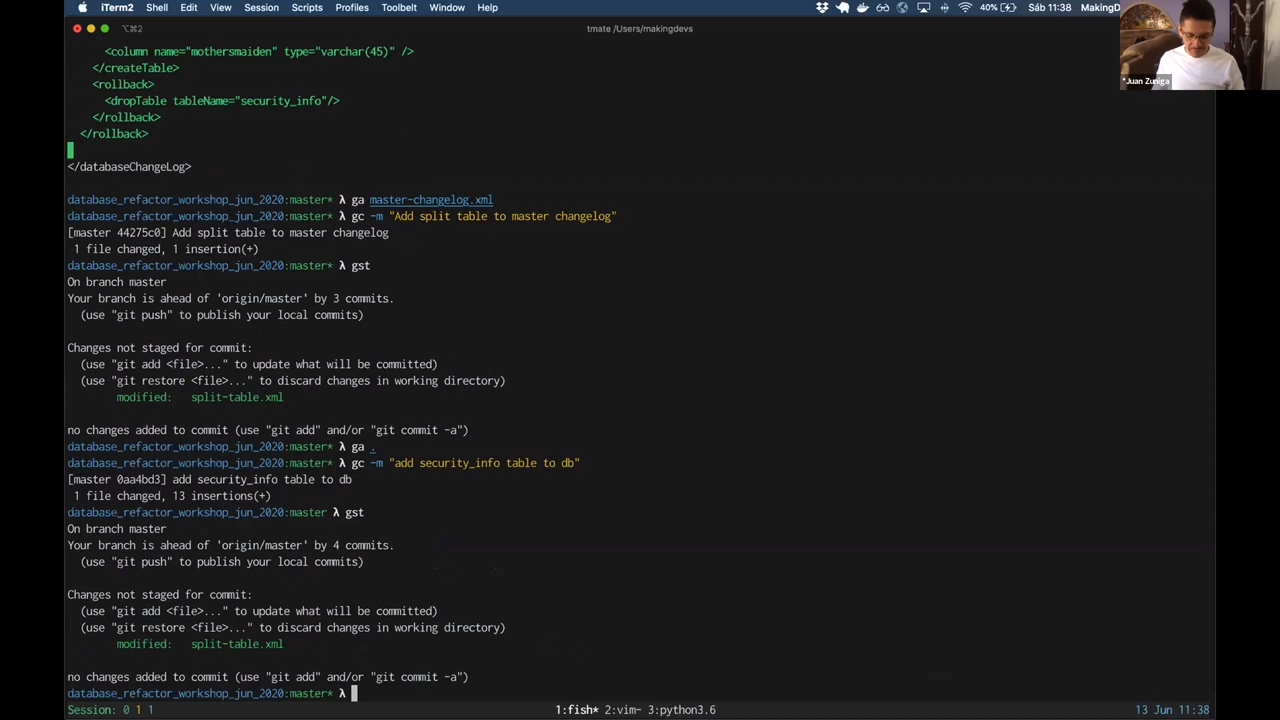 iTerm2 Shell Edit View Session Scripts Profiles Toolbelt Window Help 40% Sáb 11:38 MakingD
⌥⌘2 tmate /Users/makingdevs
*Juan Zuniga
<column name="mothersmaiden" type="varchar(45)" />
</createTable>
<rollback>
<dropTable tableName="security_info"/>
</rollback>
</rollback>
</databaseChangeLog>
database_refactor_workshop_jun_2020:master* λ ga master-changelog.xml
database_refactor_workshop_jun_2020:master* λ gc -m "Add split table to master changelog"
[master 44275c0] Add split table to master changelog
1 file changed, 1 insertion(+)
database_refactor_workshop_jun_2020:master* λ gst
On branch master
Your branch is ahead of 'origin/master' by 3 commits.
(use "git push" to publish your local commits)
Changes not staged for commit:
(use "git add <file>..." to update what will be committed)
(use "git restore <file>..." to discard changes in working directory)
modified: split-table.xml
no changes added to commit (use "git add" and/or "git commit -a")
database_refactor_workshop_jun_2020:master* λ ga .
database_refactor_workshop_jun_2020:master* λ gc -m "add security_info table to db"
[master 0aa4bd3] add security_info table to db
1 file changed, 13 insertions(+)
database_refactor_workshop_jun_2020:master λ gst
On branch master
Your branch is ahead of 'origin/master' by 4 commits.
(use "git push" to publish your local commits)
Changes not staged for commit:
(use "git add <file>..." to update what will be committed)
(use "git restore <file>..." to discard changes in working directory)
modified: split-table.xml
no changes added to commit (use "git add" and/or "git commit -a")
database_refactor_workshop_jun_2020:master* λ
Session: 0 1 1 1:fish* 2:vim- 3:python3.6 13 Jun 11:38